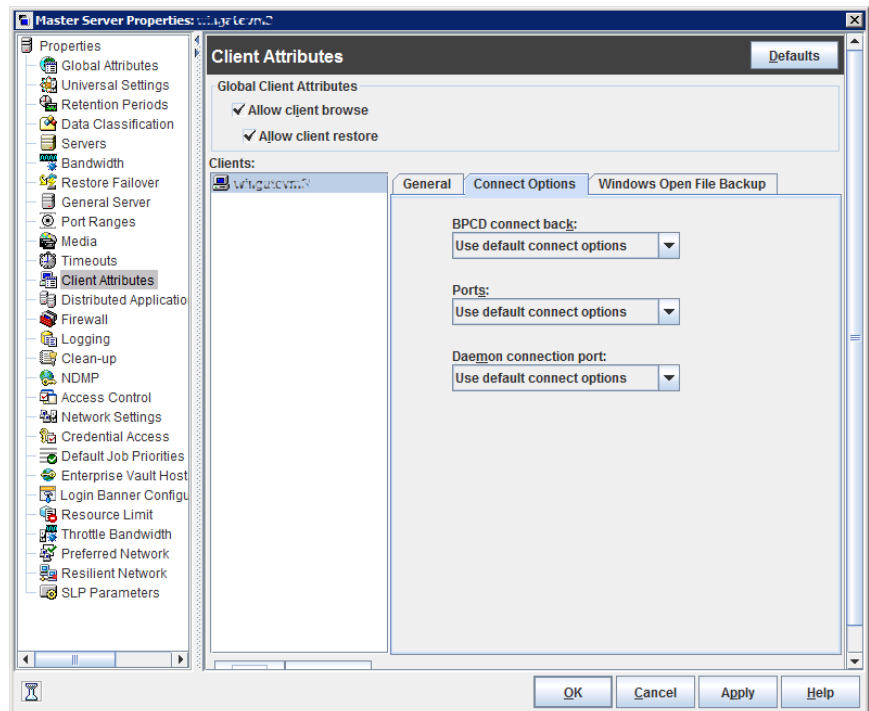 Master Server Properties:
Properties
Global Attributes
Universal Settings
Retention Periods
Data Classification
Servers
Bandwidth
Restore Failover
General Server
Port Ranges
Media
Timeouts
Client Attributes
Distributed Applicatio
Firewall
Logging
Clean-up
NDMP
Access Control
Network Settings
Credential Access
Default Job Priorities
Enterprise Vault Host
Login Banner Configu
Resource Limit
Throttle Bandwidth
Preferred Network
Resilient Network
SLP Parameters
Client Attributes
Defaults
Global Client Attributes
Allow client browse
Allow client restore
Clients:
General Connect Options Windows Open File Backup
BPCD connect back:
Use default connect options
Ports:
Use default connect options
Daemon connection port:
Use default connect options
OK Cancel Apply Help